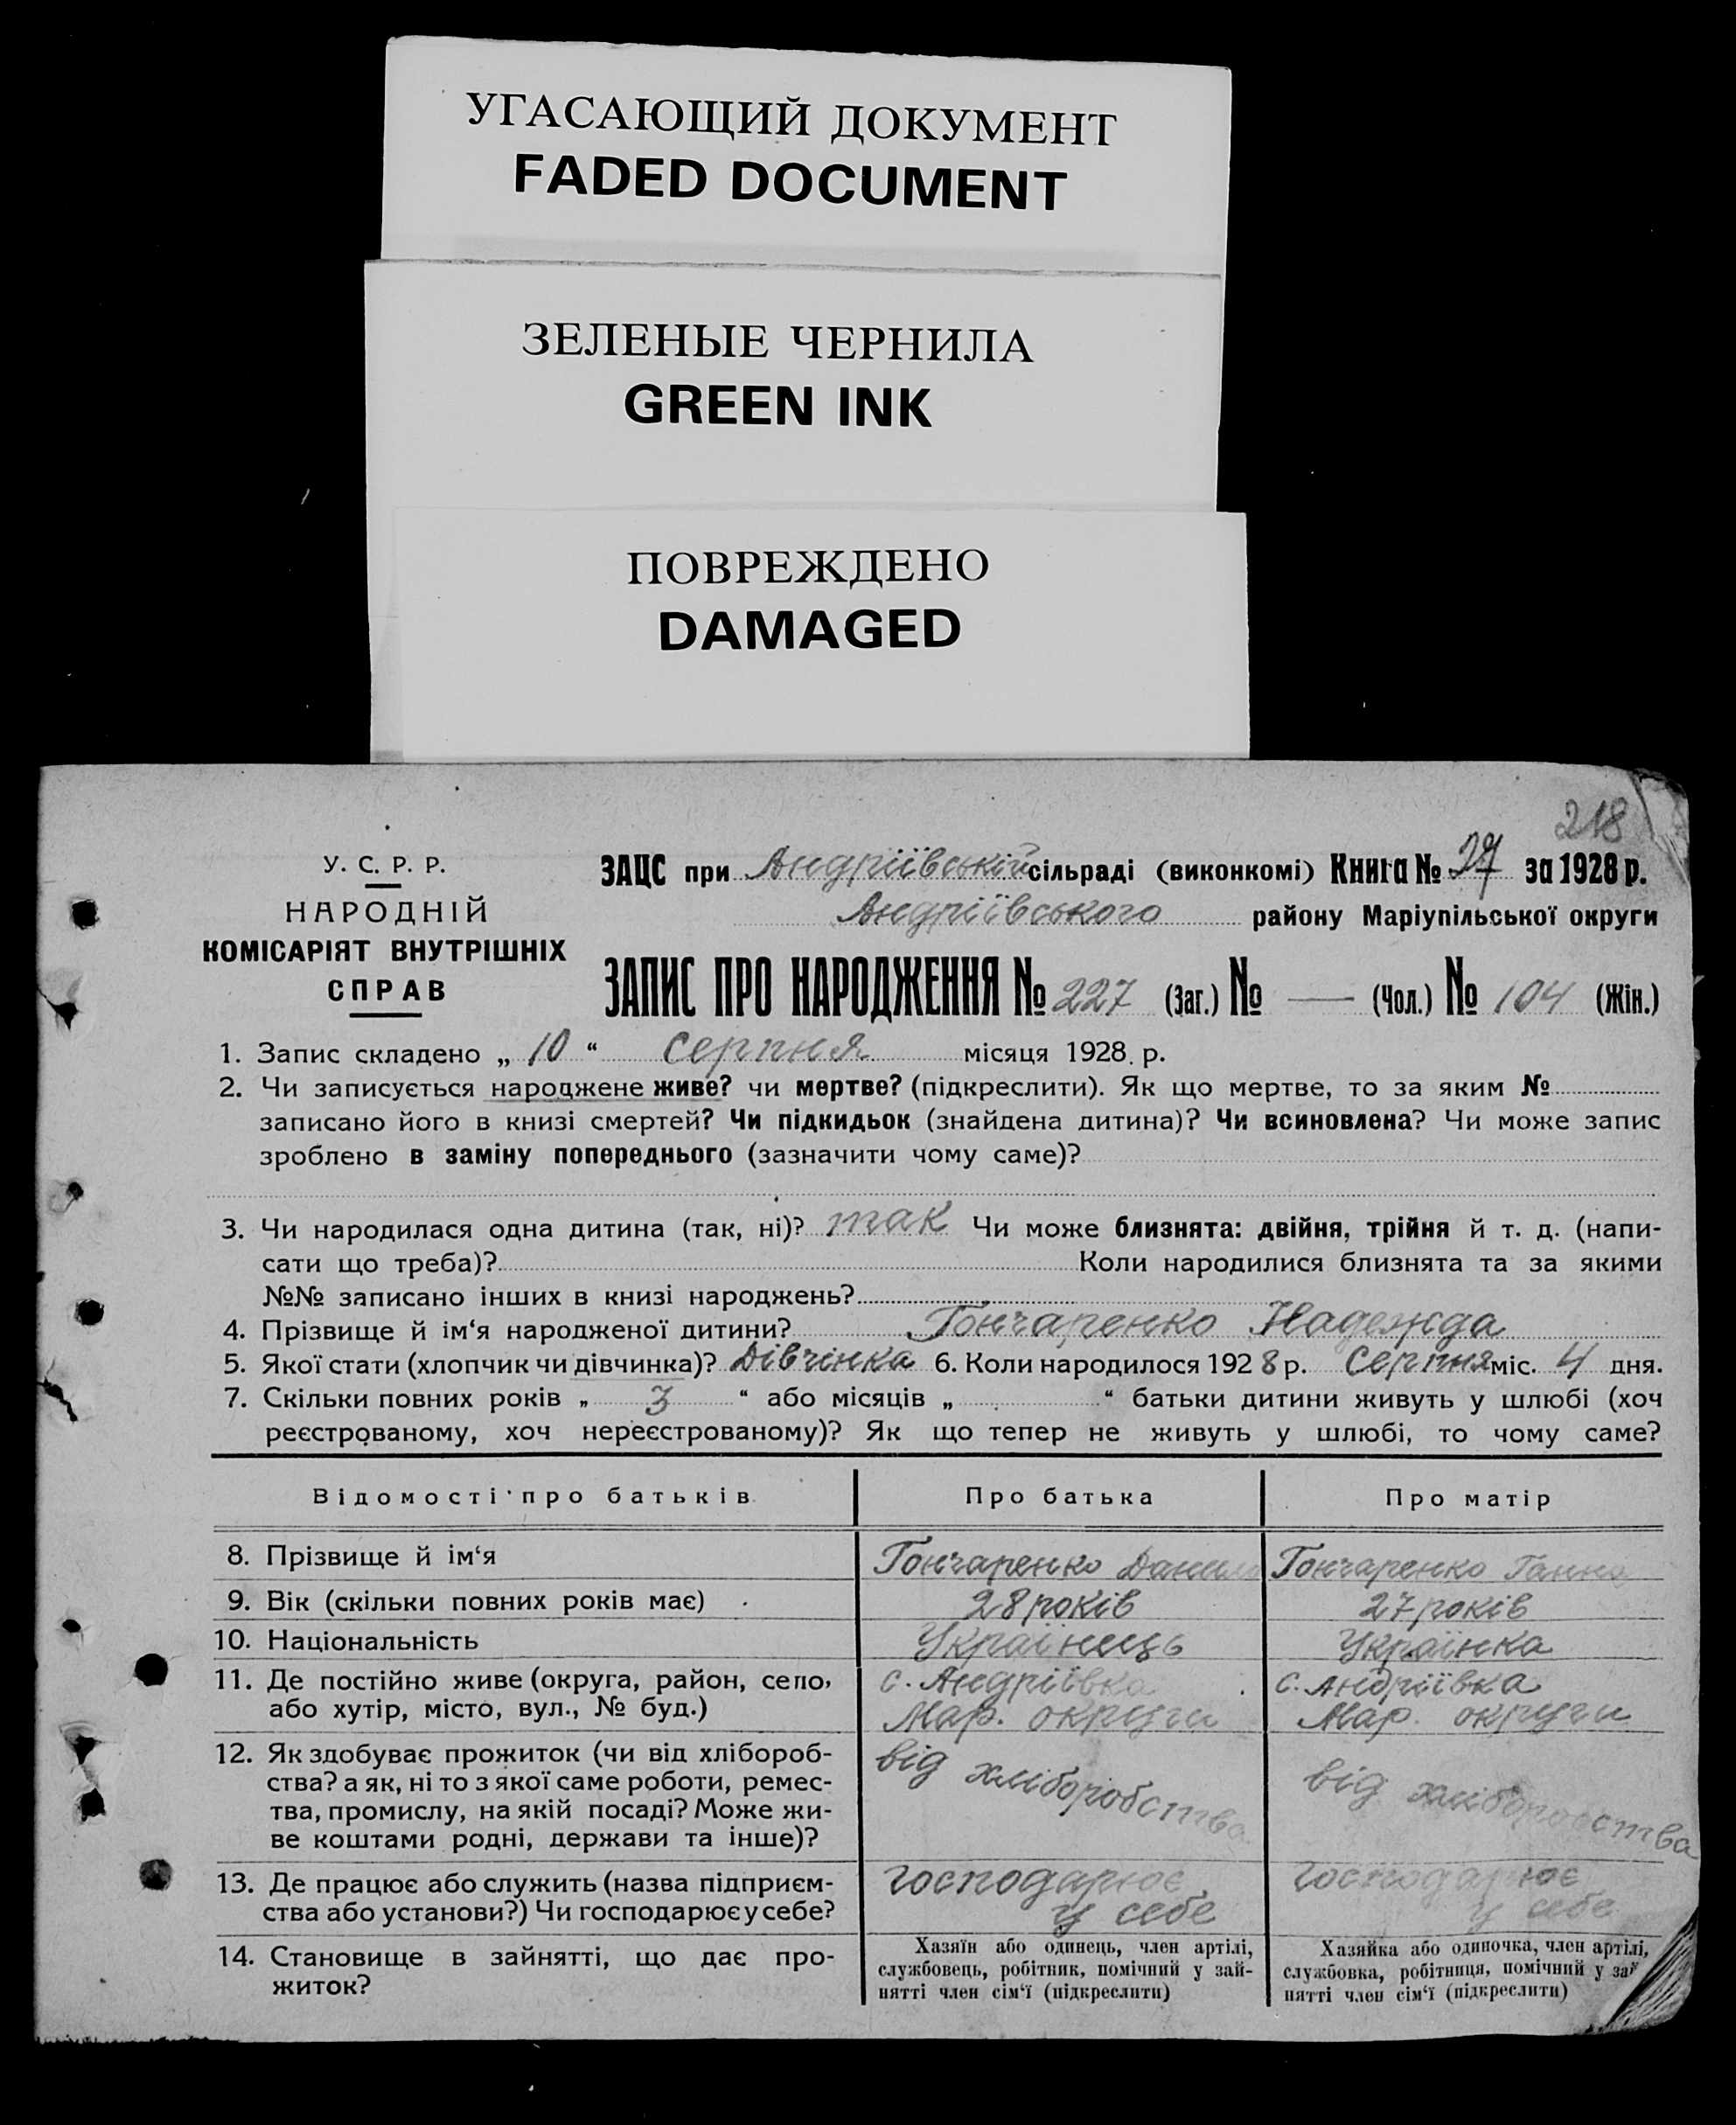 УГАСАЮЩИЙ ДОКУМЕНТ
FADED DOCUMENT
ЗЕЛЕНЫЕ ЧЕРНИЛА
GREEN INK
ПОВРЕЖДЕНО
DAMAGED
218
У. С. Р. Р.
НАРОДНІЙ
КОМІСАРІЯТ ВНУТРІШНІХ
СПРАВ
ЗАЦС при Андріївській сільраді (виконкомі) Книга № 27 за 1928 р.
Андріївського району Маріупільської округи
ЗАПИС ПРО НАРОДЖЕННЯ № 227 (Заг.) № — (Чол.) № 104 (Жін.)
1. Запис складено „ 10 “ серпня місяця 1928 р.
2. Чи записується народжене живе? чи мертве? (підкреслити). Як що мертве, то за яким №
записано його в книзі смертей? Чи підкидьок (знайдена дитина)? Чи всиновлена? Чи може запис
зроблено в заміну попереднього (зазначити чому саме)?
3. Чи народилася одна дитина (так, ні)? так Чи може близнята: двійня, трійня й т. д. (напи-
сати що треба)? Коли народилися близнята та за якими
№№ записано інших в книзі народжень?
4. Прізвище й ім‘я народженої дитини? Гончаренко Надежда
5. Якої стати (хлопчик чи дівчинка)? Дівчінка 6. Коли народилося 1928 р. Серпня міс. 4 дня.
7. Скільки повних років „ 3 “ або місяців „ “ батьки дитини живуть у шлюбі (хоч
реєстрованому, хоч нереєстрованому)? Як що тепер не живуть у шлюбі, то чому саме?
Відомості про батьків Про батька Про матір
8. Прізвище й ім‘я Гончаренко Данило Гончаренко Ганна
9. Вік (скільки повних років має) 28 років 27 років
10. Національність Українець Українка
11. Де постійно живе (округа, район, село, с. Андріївка с. Андріївка
або хутір, місто, вул., № буд.) Мар. округи Мар. округи
12. Як здобуває прожиток (чи від хлібороб- від хліборобства від хліборобства
ства? а як, ні то з якої саме роботи, ремес-
тва, промислу, на якій посаді? Може жи-
ве коштами родні, держави та інше)?
13. Де працює або служить (назва підприєм- господарює господарює
ства або установи?) Чи господарює у себе? у себе у себе
14. Становище в зайнятті, що дає про-
житок?
Хазяїн або одинець, член артілі,
службовець, робітник, помічний у зай-
нятті член сім‘ї (підкреслити)
Хазяйка або одиночка, член артілі,
службовка, робітниця, помічний у зай
нятті член сім‘ї (підкреслити)